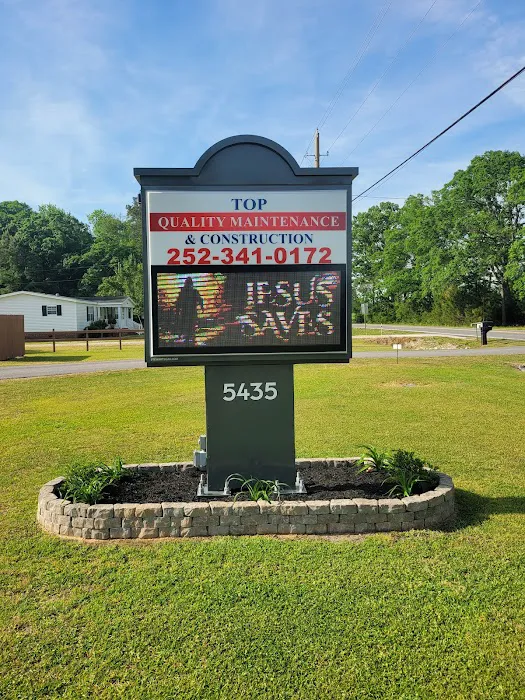 TOP
QUALITY MAINTENANCE
& CONSTRUCTION
252-341-0172
JESUS
SAVES
5435